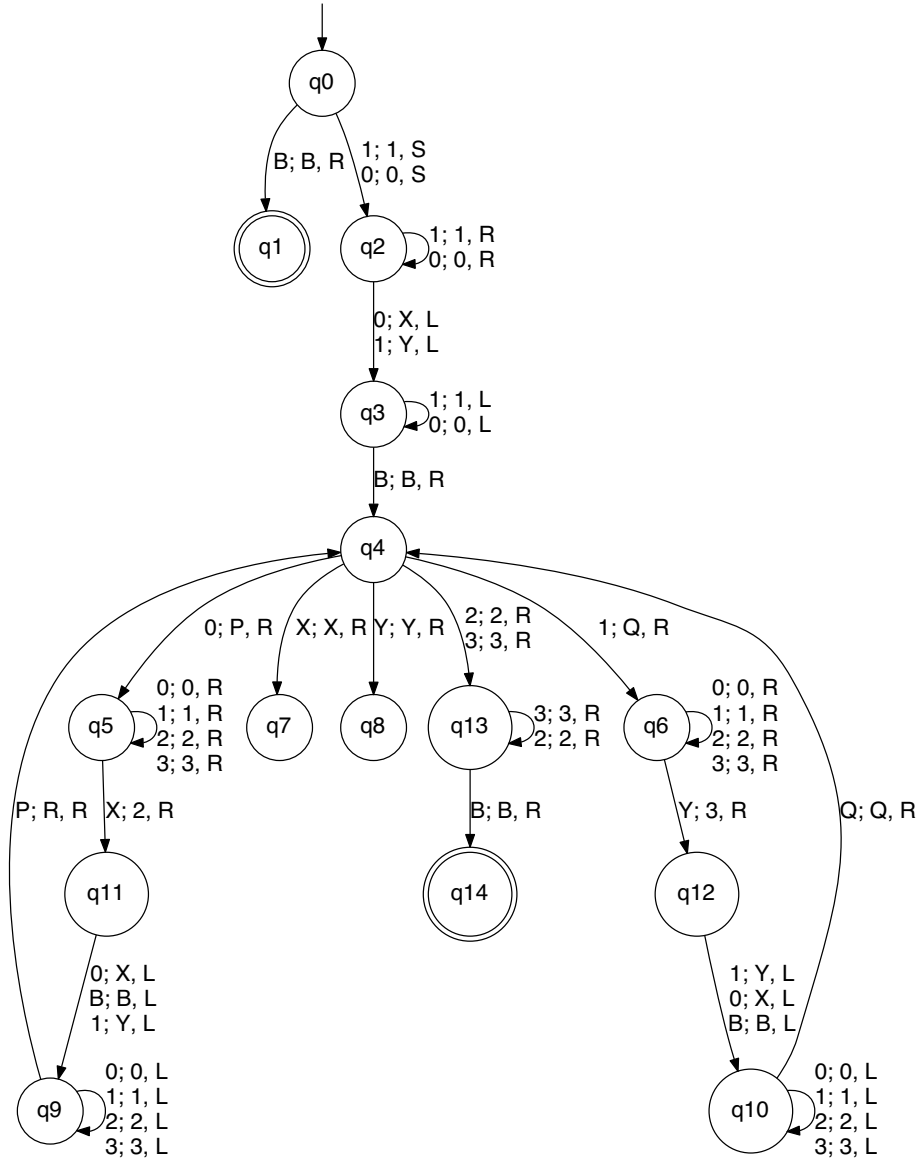 q0
B; B, R
1; 1, S
0; 0, S
q1
q2
1; 1, R
0; 0, R
0; X, L
1; Y, L
q3
1; 1, L
0; 0, L
B; B, R
q4
0; P, R
X; X, R
Y; Y, R
2; 2, R
3; 3, R
1; Q, R
q5
0; 0, R
1; 1, R
2; 2, R
3; 3, R
q7
q8
q13
3; 3, R
2; 2, R
q6
0; 0, R
1; 1, R
2; 2, R
3; 3, R
P; R, R
X; 2, R
B; B, R
Y; 3, R
Q; Q, R
q11
q14
q12
0; X, L
B; B, L
1; Y, L
1; Y, L
0; X, L
B; B, L
q9
0; 0, L
1; 1, L
2; 2, L
3; 3, L
q10
0; 0, L
1; 1, L
2; 2, L
3; 3, L